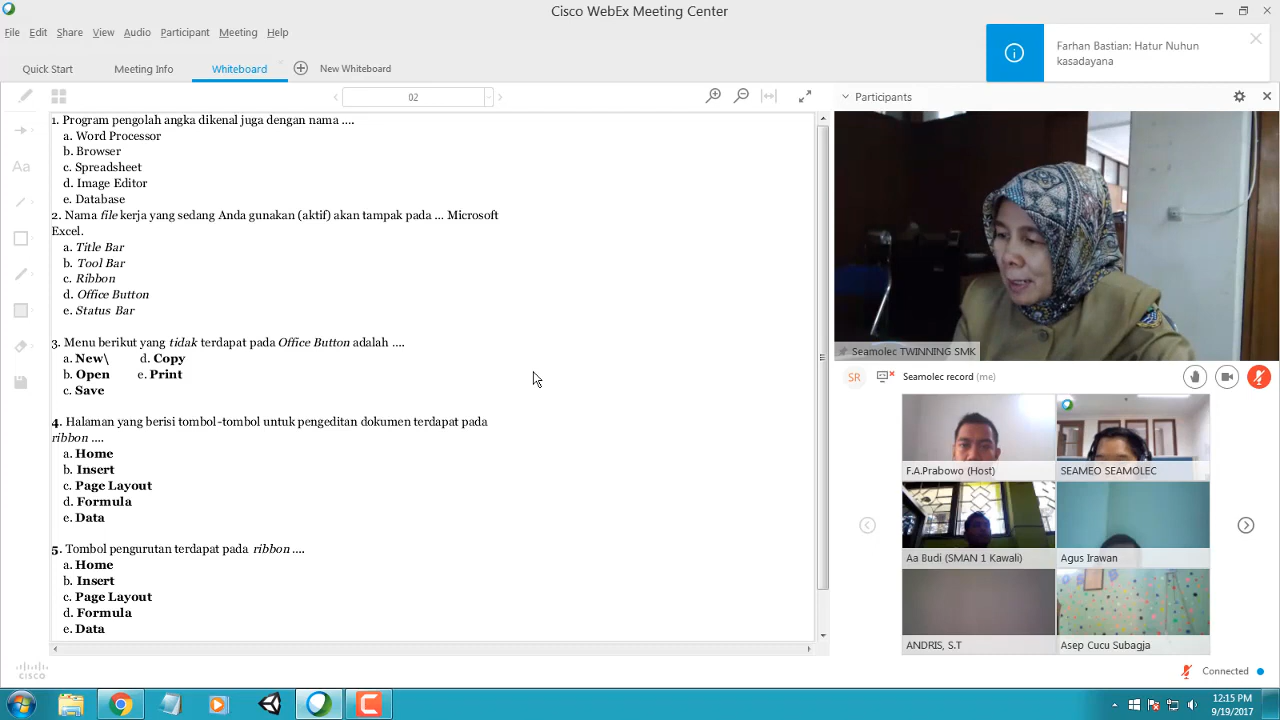 Cisco WebEx Meeting Center
File Edit Share View Audio Participant Meeting Help
Farhan Bastian: Hatur Nuhun
kasadayana
Quick Start Meeting Info Whiteboard New Whiteboard
02
Aa
1. Program pengolah angka dikenal juga dengan nama ....
a. Word Processor
b. Browser
c. Spreadsheet
d. Image Editor
e. Database
2. Nama file kerja yang sedang Anda gunakan (aktif) akan tampak pada ... Microsoft
Excel.
a. Title Bar
b. Tool Bar
c. Ribbon
d. Office Button
e. Status Bar
3. Menu berikut yang tidak terdapat pada Office Button adalah ....
a. New\ d. Copy
b. Open e. Print
c. Save
4. Halaman yang berisi tombol-tombol untuk pengeditan dokumen terdapat pada
ribbon ....
a. Home
b. Insert
c. Page Layout
d. Formula
e. Data
5. Tombol pengurutan terdapat pada ribbon ....
a. Home
b. Insert
c. Page Layout
d. Formula
e. Data
CISCO
Participants
Seamolec TWINNING SMK
SR Seamolec record (me)
F.A.Prabowo (Host) SEAMEO SEAMOLEC
Aa Budi (SMAN 1 Kawali) Agus Irawan
ANDRIS, S.T Asep Cucu Subagja
Connected
12:15 PM
9/19/2017